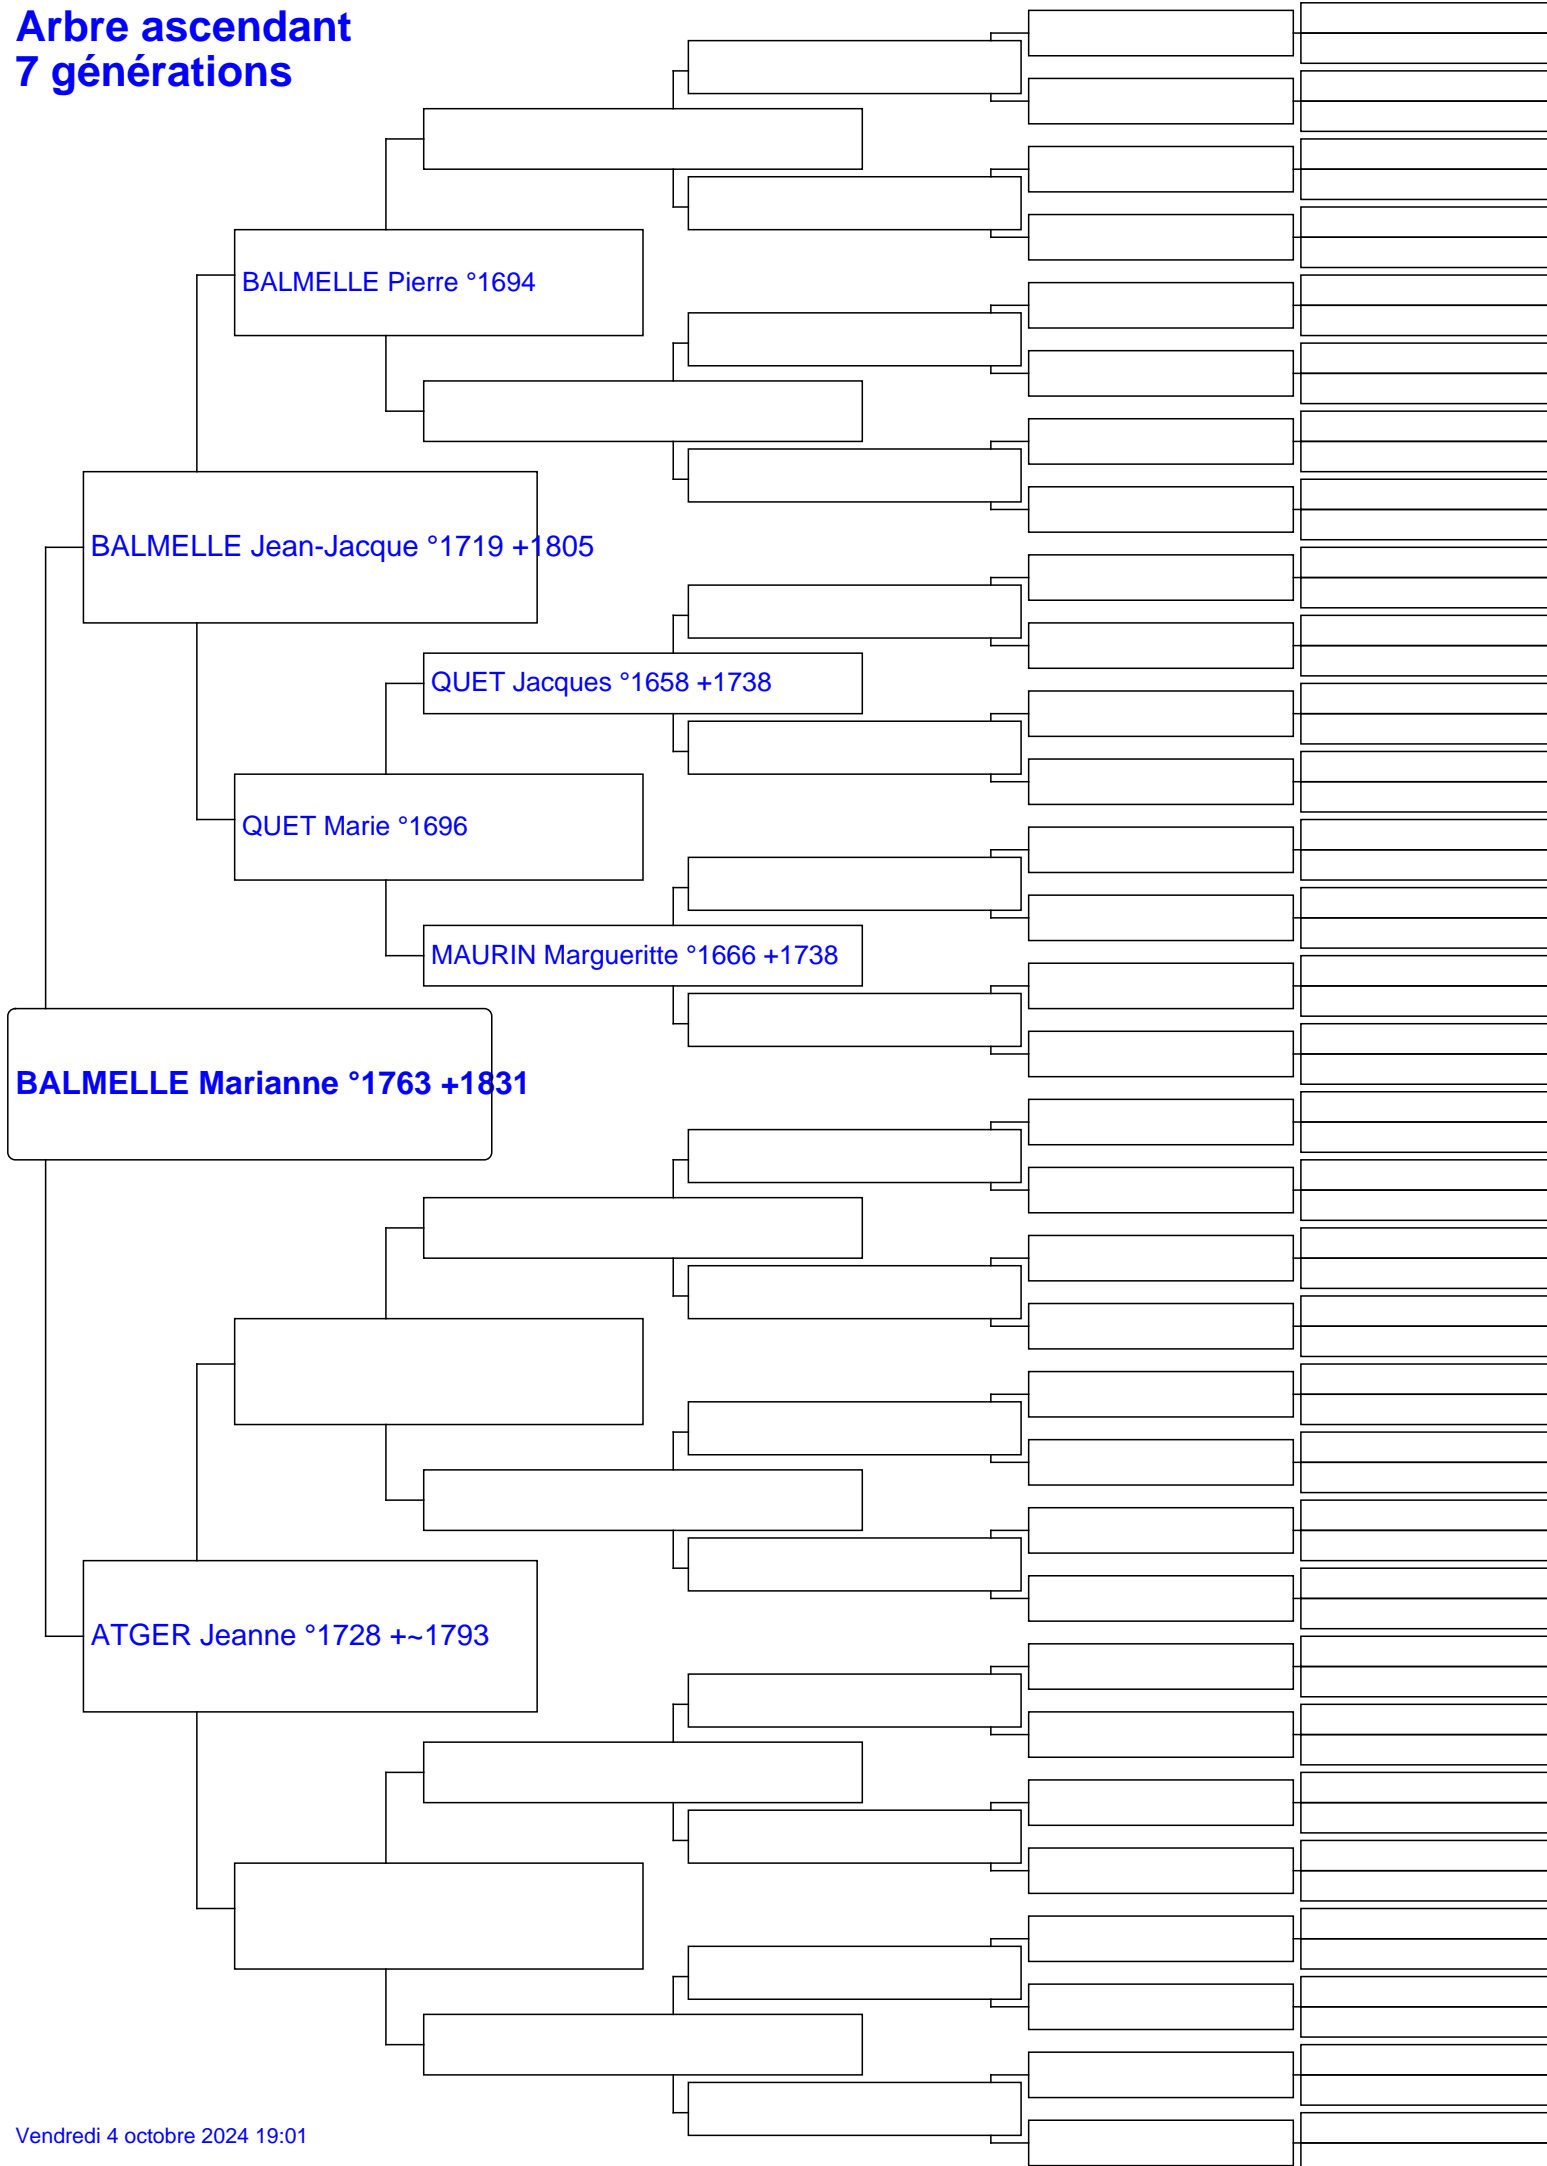 Arbre ascendant
7 générations
BALMELLE Pierre °1694
BALMELLE Jean-Jacque °1719 +1805
QUET Jacques °1658 +1738
QUET Marie °1696
MAURIN Margueritte °1666 +1738
BALMELLE Marianne °1763 +1831
ATGER Jeanne °1728 +~1793
Vendredi 4 octobre 2024 19:01